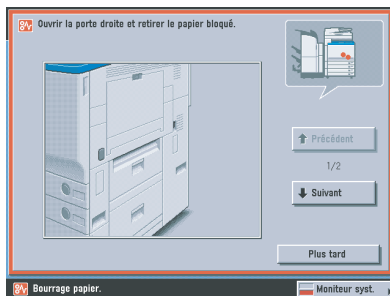 Ouvrir la porte droite et retirer le papier bloqué.
Précédent
1/2
Suivant
Plus tard
Bourrage papier.
Moniteur syst.